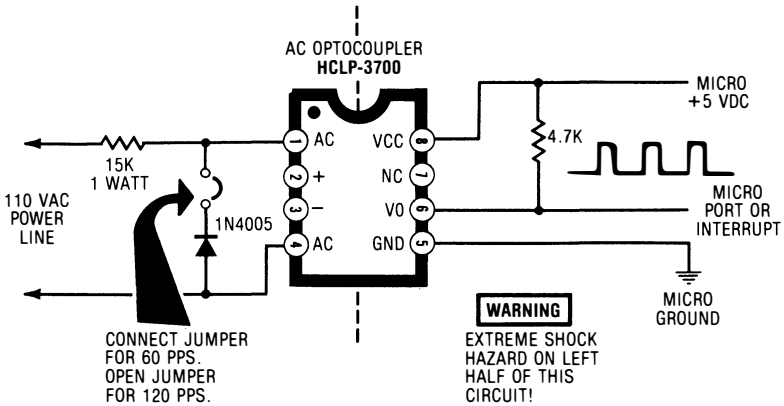 AC OPTOCOUPLER
HCLP-3700
1 AC
2 +
3 −
4 AC
VCC 8
NC 7
VO 6
GND 5
15K
1 WATT
110 VAC
POWER
LINE
1N4005
CONNECT JUMPER
FOR 60 PPS.
OPEN JUMPER
FOR 120 PPS.
MICRO
+5 VDC
4.7K
MICRO
PORT OR
INTERRUPT
MICRO
GROUND
WARNING
EXTREME SHOCK
HAZARD ON LEFT
HALF OF THIS
CIRCUIT!